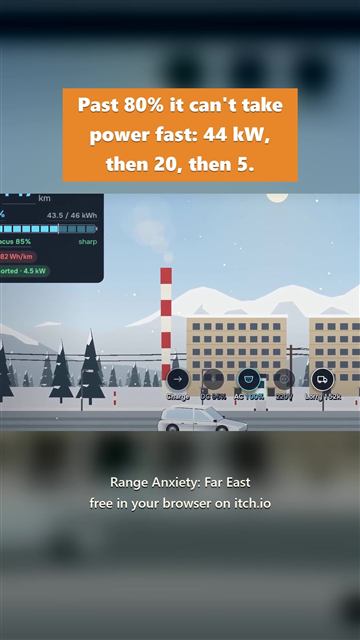 Past 80% it can't take
power fast: 44 kW,
then 20, then 5.
km
%
43.5 / 46 kWh
ocus 85%
sharp
82 Wh/km
orted · 4.5 kW
Charge
AC 100%
220V
Range Anxiety: Far East
free in your browser on itch.io